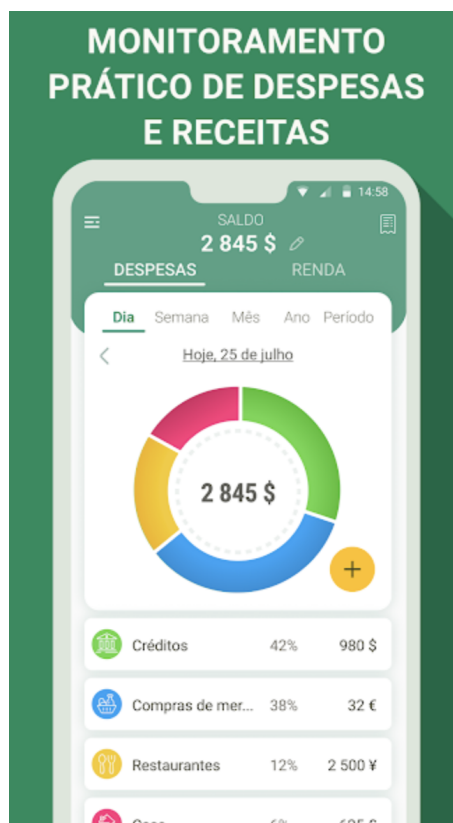 MONITORAMENTO
PRÁTICO DE DESPESAS
E RECEITAS
14:58
SALDO
2 845 $
DESPESAS RENDA
Dia Semana Mês Ano Período
Hoje, 25 de julho
2 845 $
+
Créditos 42% 980 $
Compras de mer... 38% 32 €
Restaurantes 12% 2 500 ¥